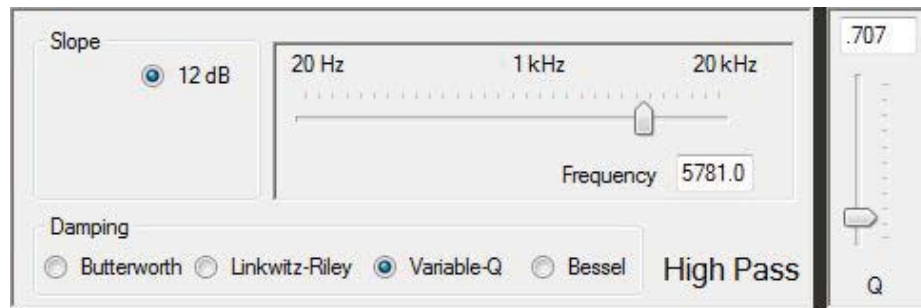 Slope
12 dB
20 Hz 1 kHz 20 kHz
Frequency 5781.0
Damping
Butterworth Linkwitz-Riley Variable-Q Bessel
High Pass
.707
Q